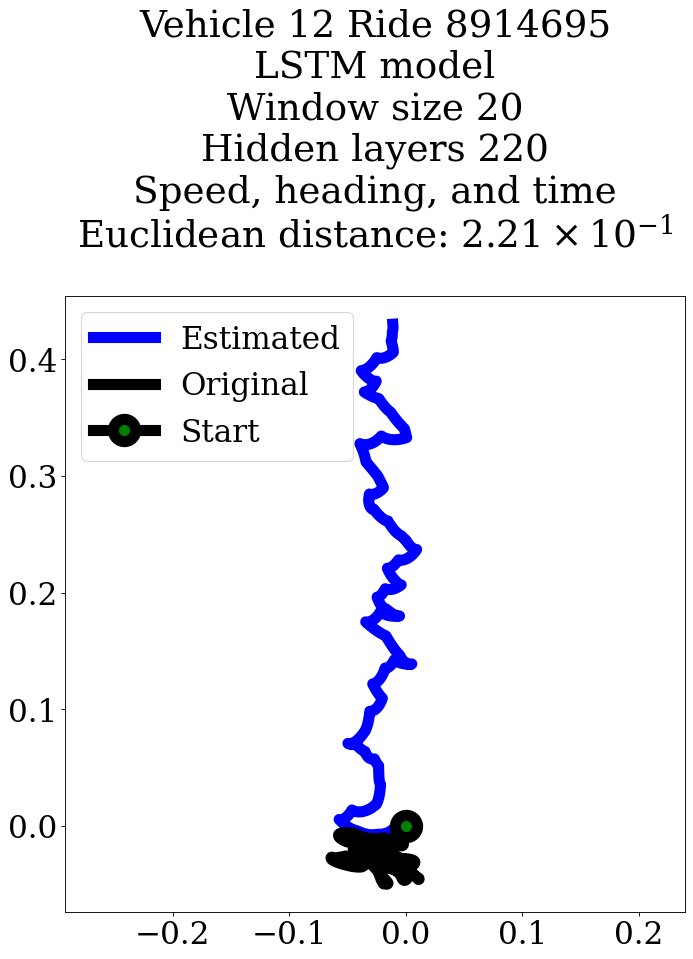 Vehicle 12 Ride 8914695
LSTM model
Window size 20
Hidden layers 220
Speed, heading, and time
Euclidean distance: 2.21 × 10⁻¹
Estimated
Original
Start
0.4
0.3
0.2
0.1
0.0
−0.2 −0.1 0.0 0.1 0.2